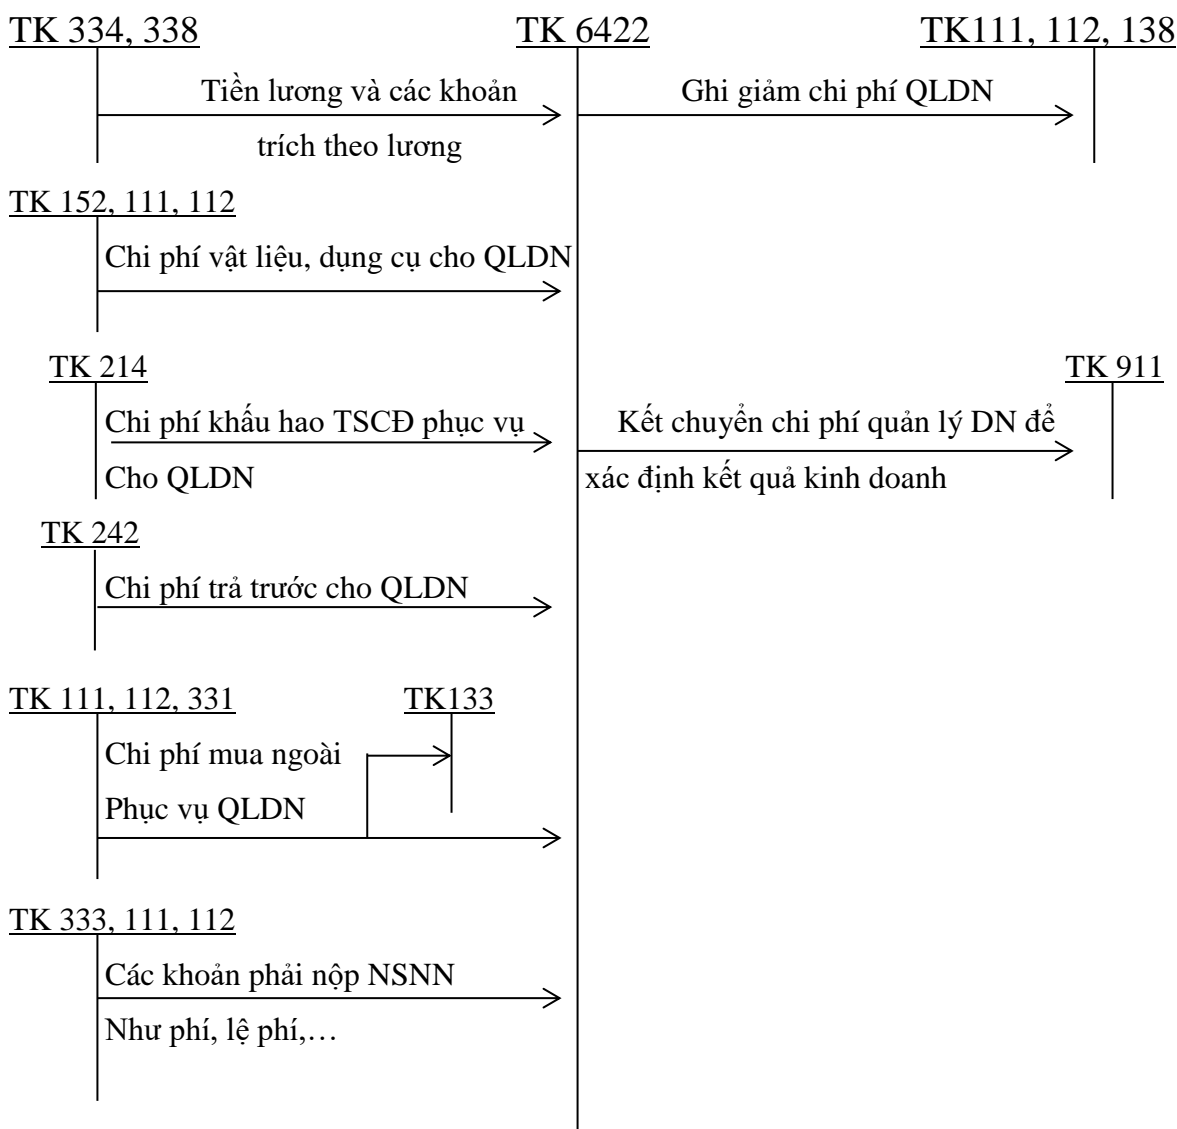 TK 334, 338
TK 6422
TK111, 112, 138
Tiền lương và các khoản
trích theo lương
Ghi giảm chi phí QLDN
TK 152, 111, 112
Chi phí vật liệu, dụng cụ cho QLDN
TK 214
Chi phí khấu hao TSCĐ phục vụ
Cho QLDN
TK 911
Kết chuyển chi phí quản lý DN để
xác định kết quả kinh doanh
TK 242
Chi phí trả trước cho QLDN
TK 111, 112, 331
TK133
Chi phí mua ngoài
Phục vụ QLDN
TK 333, 111, 112
Các khoản phải nộp NSNN
Như phí, lệ phí,…